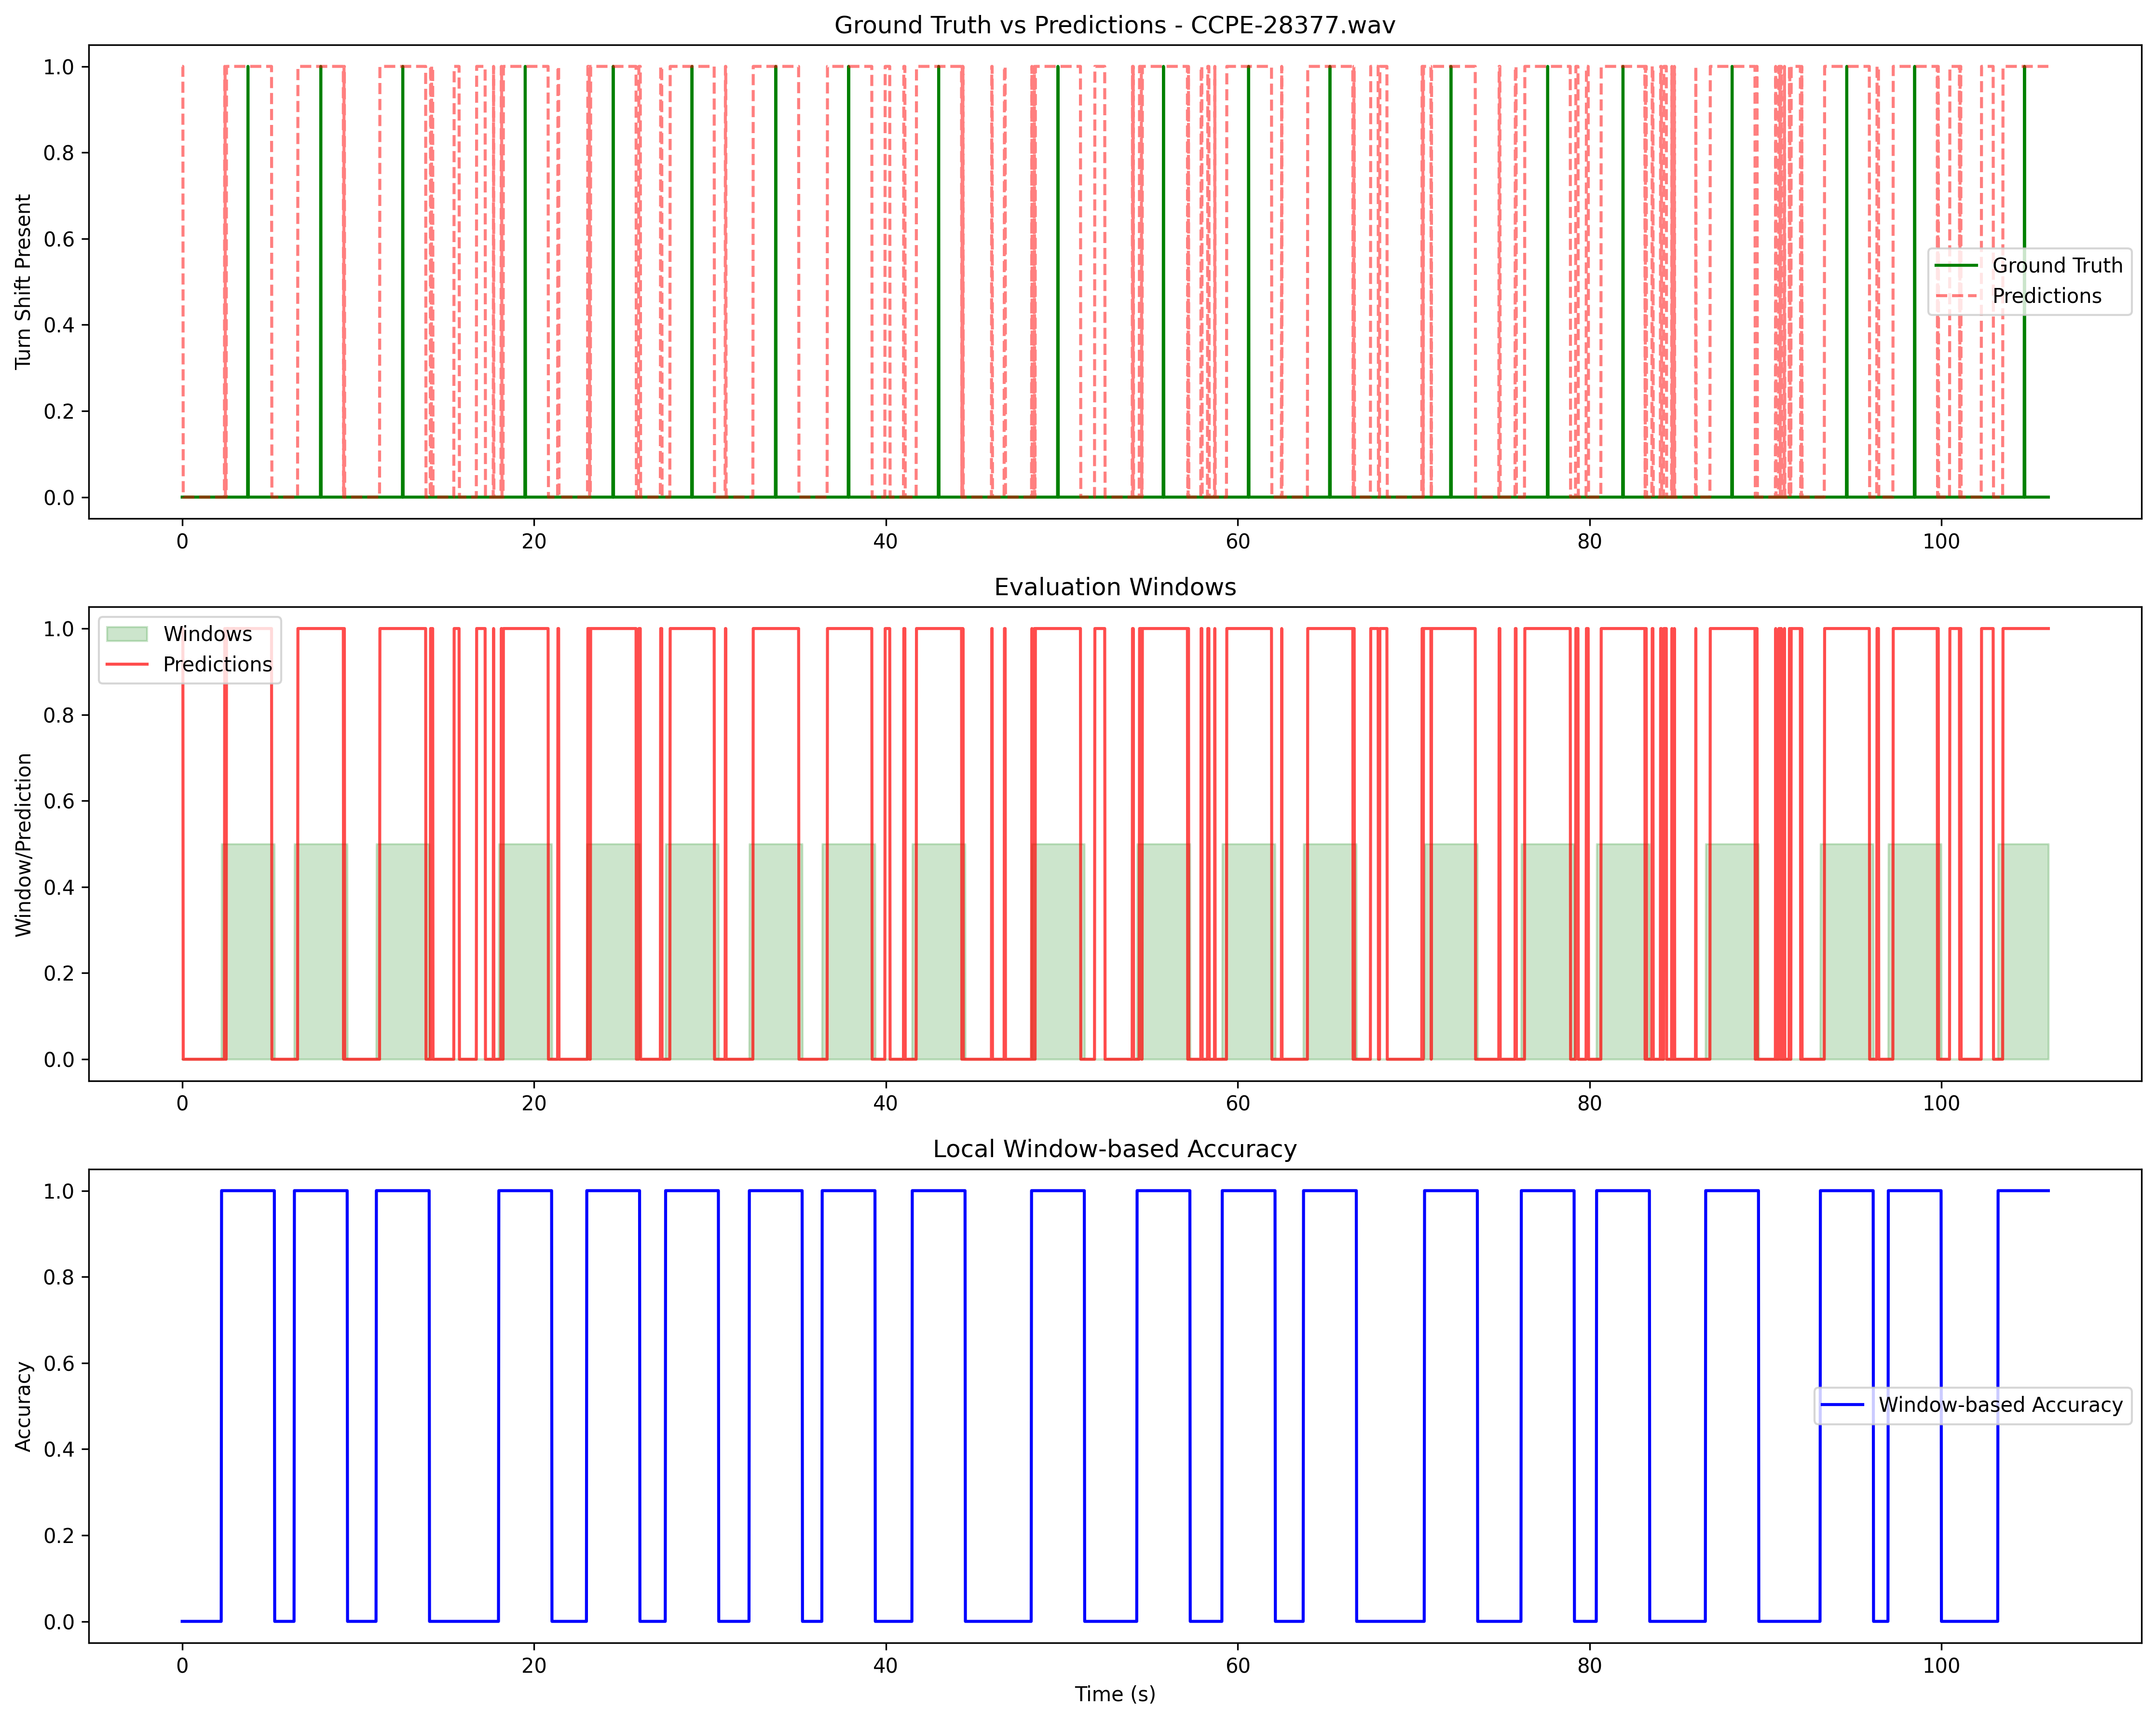 Ground Truth vs Predictions - CCPE-28377.wav
1.0
0.8
0.6
0.4
0.2
0.0
Turn Shift Present
Ground Truth
Predictions
0 20 40 60 80 100
Evaluation Windows
1.0
0.8
0.6
0.4
0.2
0.0
Window/Prediction
Windows
Predictions
0 20 40 60 80 100
Local Window-based Accuracy
1.0
0.8
0.6
0.4
0.2
0.0
Accuracy
Window-based Accuracy
0 20 40 60 80 100
Time (s)